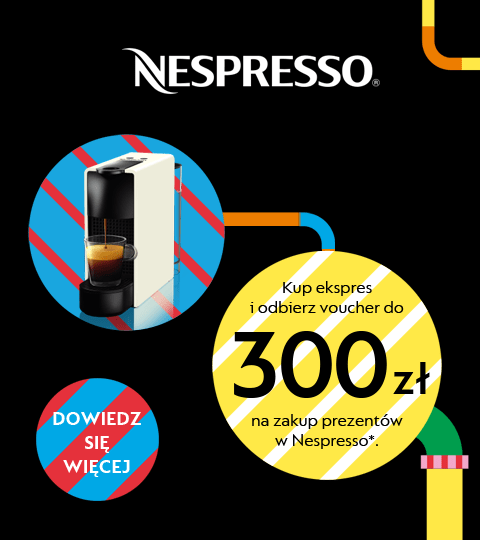 NESPRESSO®
Kup ekspres
i odbierz voucher do
300 zł
na zakup prezentów
w Nespresso*.
DOWIEDZ
SIĘ
WIĘCEJ